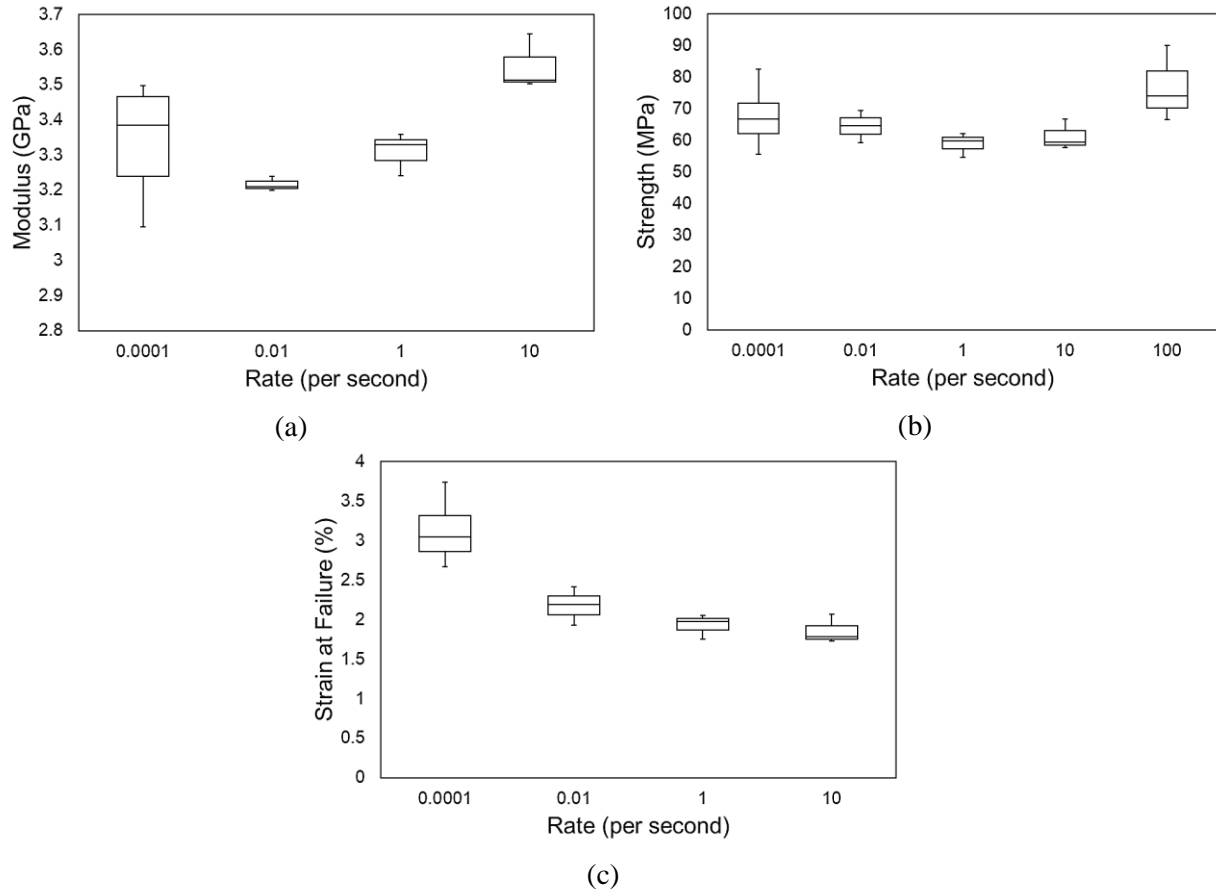 3.7
3.6
3.5
3.4
3.3
3.2
3.1
3
2.9
2.8
Modulus (GPa)
0.0001 0.01 1 10
Rate (per second)
(a)
100
90
80
70
60
50
40
30
20
10
0
Strength (MPa)
0.0001 0.01 1 10 100
Rate (per second)
(b)
4
3.5
3
2.5
2
1.5
1
0.5
0
Strain at Failure (%)
0.0001 0.01 1 10
Rate (per second)
(c)